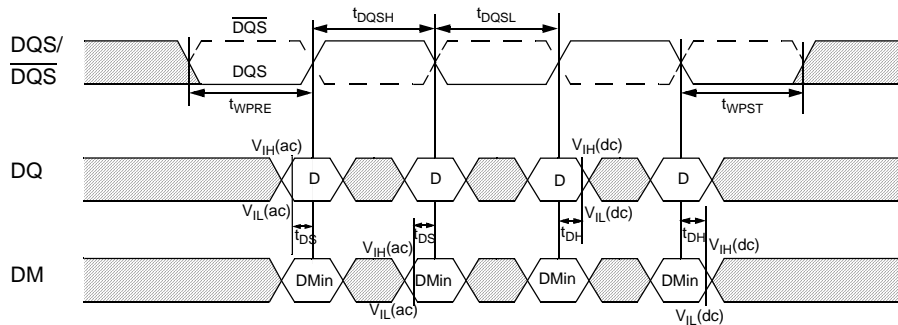 tDQSH tDQSL
DQS
DQS/
DQS
DQS
tWPRE tWPST
VIH(ac) VIH(dc)
DQ D D D D
VIL(ac) VIL(dc)
tDS tDS tDH tDH
VIH(ac) VIH(dc)
DM DMin DMin DMin DMin
VIL(ac) VIL(dc)